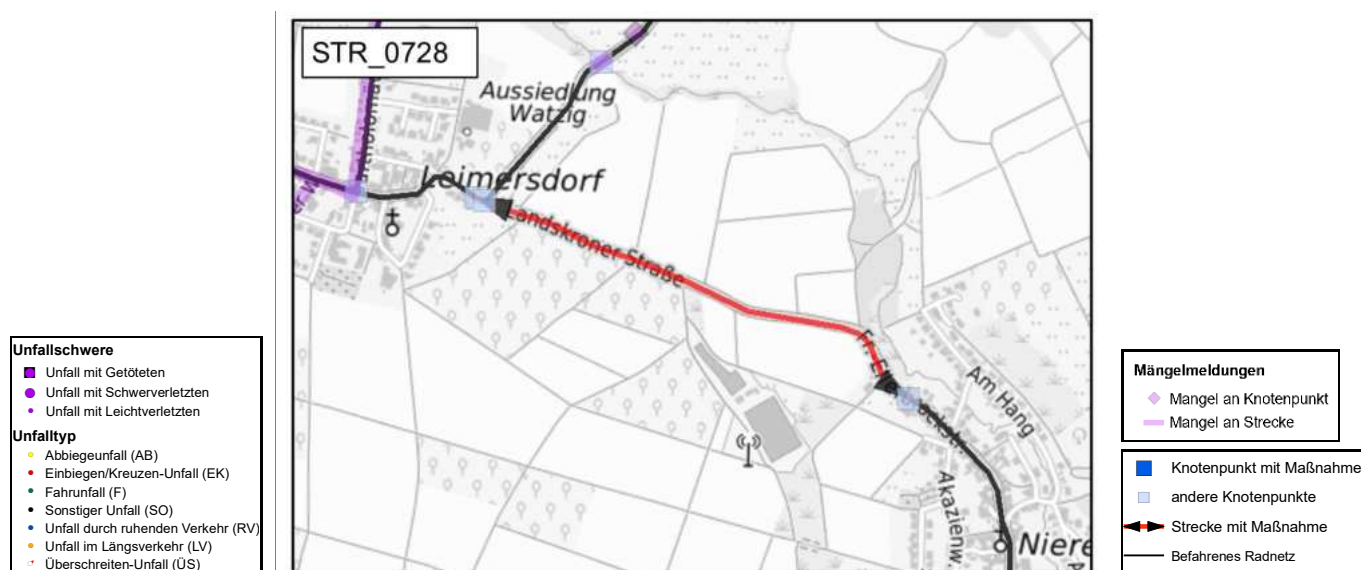 STR_0728
Aussiedlung
Watzig
Loimersdorf
andskroner Straße
Am Hang
Akazienw.
Niere
Unfallschwere
Unfall mit Getöteten
Unfall mit Schwerverletzten
Unfall mit Leichtverletzten
Unfalltyp
Abbiegeunfall (AB)
Einbiegen/Kreuzen-Unfall (EK)
Fahrunfall (F)
Sonstiger Unfall (SO)
Unfall durch ruhenden Verkehr (RV)
Unfall im Längsverkehr (LV)
Überschreiten-Unfall (ÜS)
Mängelmeldungen
Mangel an Knotenpunkt
Mangel an Strecke
Knotenpunkt mit Maßnahme
andere Knotenpunkte
Strecke mit Maßnahme
Befahrenes Radnetz